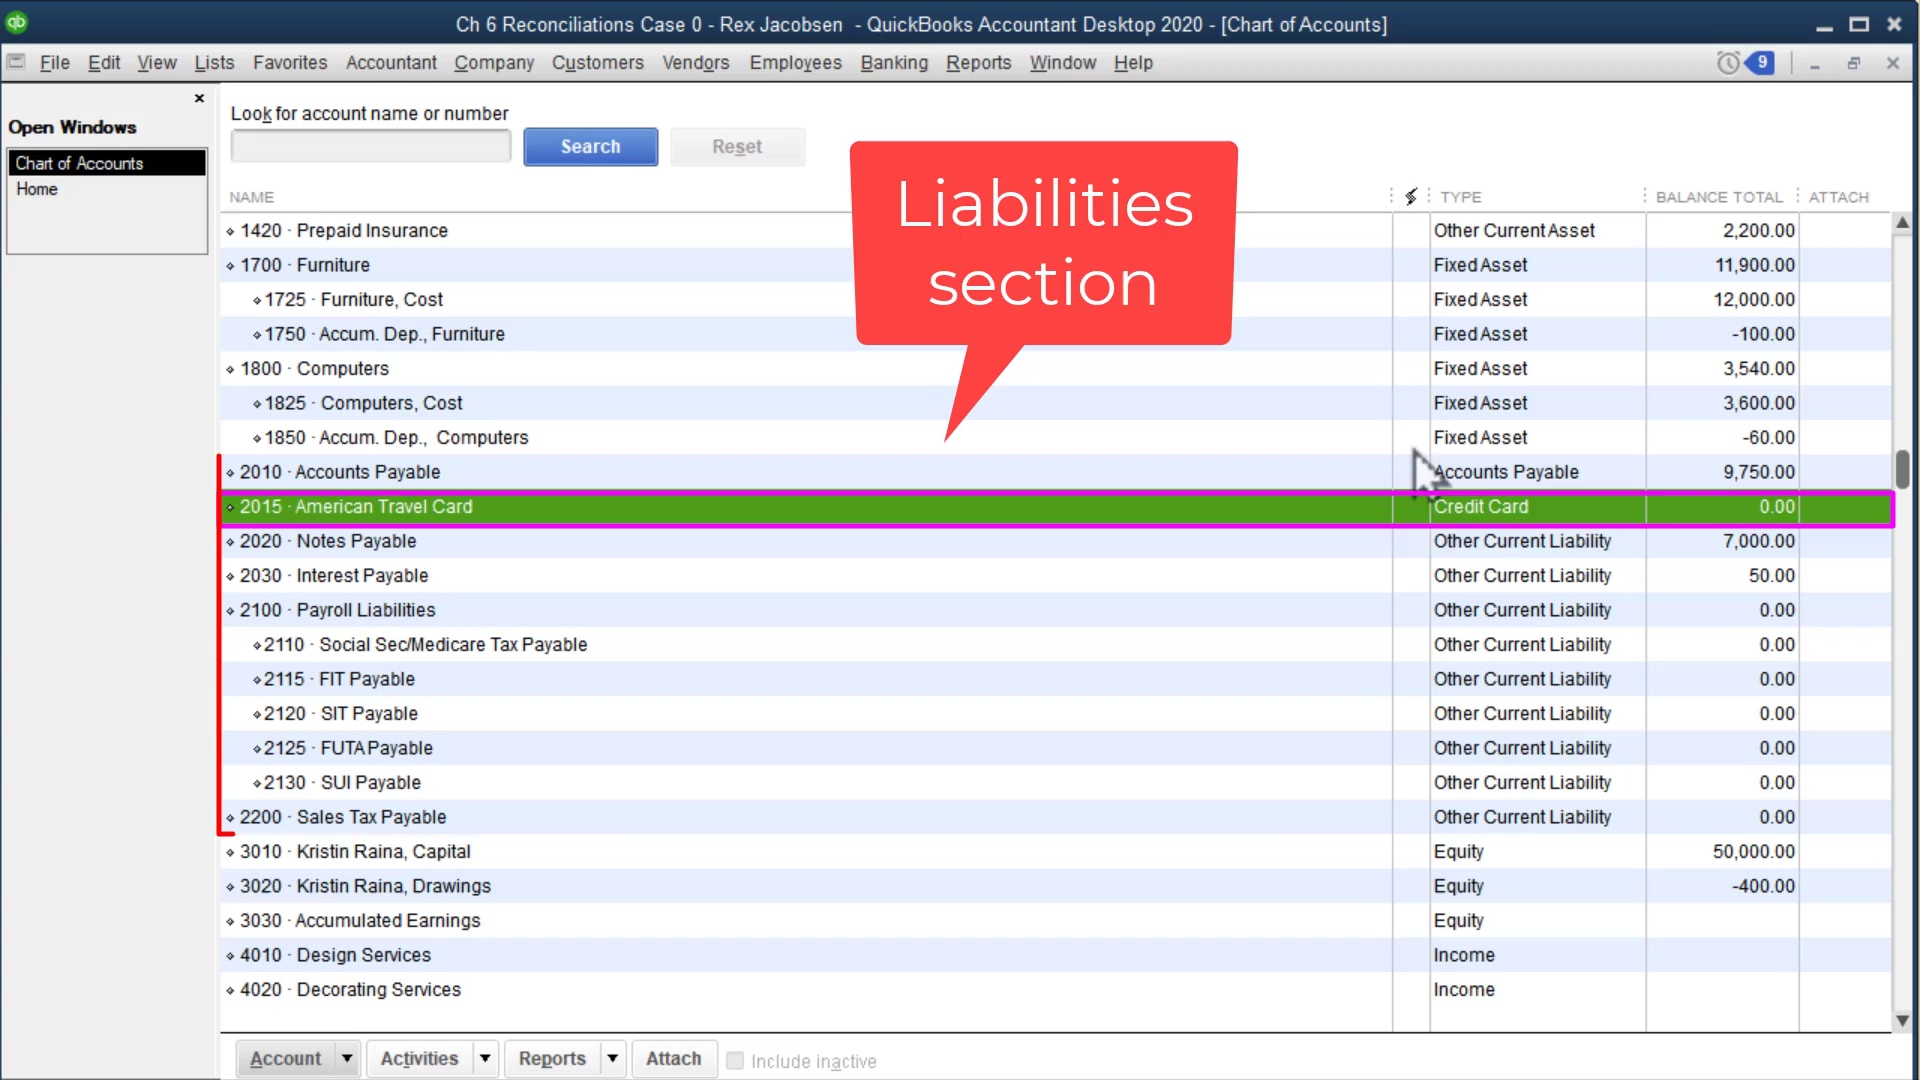 qb
Ch 6 Reconciliations Case 0 - Rex Jacobsen - QuickBooks Accountant Desktop 2020 - [Chart of Accounts]
File Edit View Lists Favorites Accountant Company Customers Vendors Employees Banking Reports Window Help 9
Open Windows
Chart of Accounts
Home
Look for account name or number
Search Reset
Liabilities
section
NAME TYPE BALANCE TOTAL ATTACH
1420 · Prepaid Insurance Other Current Asset 2,200.00
1700 · Furniture Fixed Asset 11,900.00
1725 · Furniture, Cost Fixed Asset 12,000.00
1750 · Accum. Dep., Furniture Fixed Asset -100.00
1800 · Computers Fixed Asset 3,540.00
1825 · Computers, Cost Fixed Asset 3,600.00
1850 · Accum. Dep., Computers Fixed Asset -60.00
2010 · Accounts Payable Accounts Payable 9,750.00
2015 · American Travel Card Credit Card 0.00
2020 · Notes Payable Other Current Liability 7,000.00
2030 · Interest Payable Other Current Liability 50.00
2100 · Payroll Liabilities Other Current Liability 0.00
2110 · Social Sec/Medicare Tax Payable Other Current Liability 0.00
2115 · FIT Payable Other Current Liability 0.00
2120 · SIT Payable Other Current Liability 0.00
2125 · FUTA Payable Other Current Liability 0.00
2130 · SUI Payable Other Current Liability 0.00
2200 · Sales Tax Payable Other Current Liability 0.00
3010 · Kristin Raina, Capital Equity 50,000.00
3020 · Kristin Raina, Drawings Equity -400.00
3030 · Accumulated Earnings Equity
4010 · Design Services Income
4020 · Decorating Services Income
Account Activities Reports Attach Include inactive